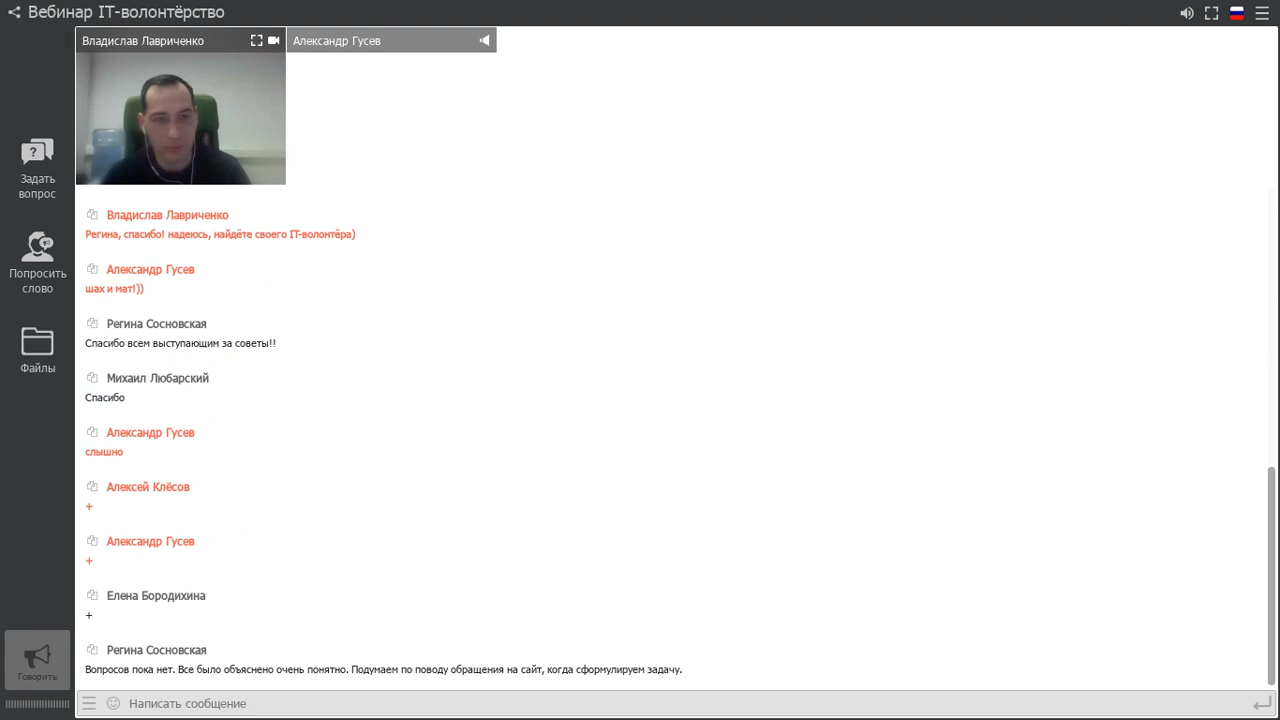 Вебинар IT-волонтёрство
Владислав Лавриченко
Александр Гусев
Задать
вопрос
Попросить
слово
Файлы
Говорить
Владислав Лавриченко
Регина, спасибо! надеюсь, найдёте своего IT-волонтёра)
Александр Гусев
шах и мат!))
Регина Сосновская
Спасибо всем выступающим за советы!!
Михаил Любарский
Спасибо
Александр Гусев
слышно
Алексей Клёсов
+
Александр Гусев
+
Елена Бородихина
+
Регина Сосновская
Вопросов пока нет. Все было объяснено очень понятно. Подумаем по поводу обращения на сайт, когда сформулируем задачу.
Написать сообщение